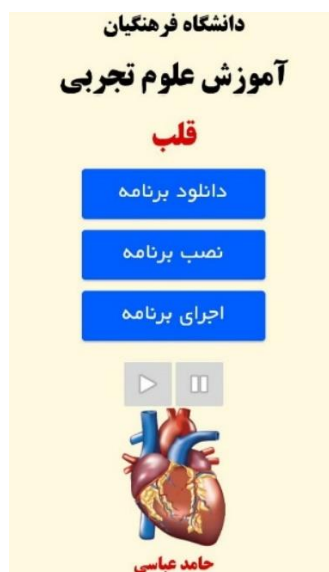 دانشگاه فرهنگیان
آموزش علوم تجربی
قلب
دانلود برنامه
نصب برنامه
اجرای برنامه
حامد عباسی